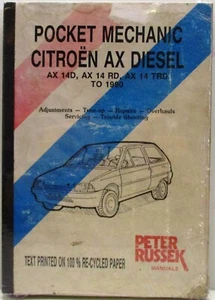 POCKET MECHANIC
CITROËN AX DIESEL
AX 14D, AX 14 RD, AX 14 TRD
TO 1990
Adjustments — Tune-up — Repairs — Overhauls
Servicing — Trouble Shooting
TEXT PRINTED ON 100 % RE-CYCLED PAPER
PETER
RUSSEK
MANUALS